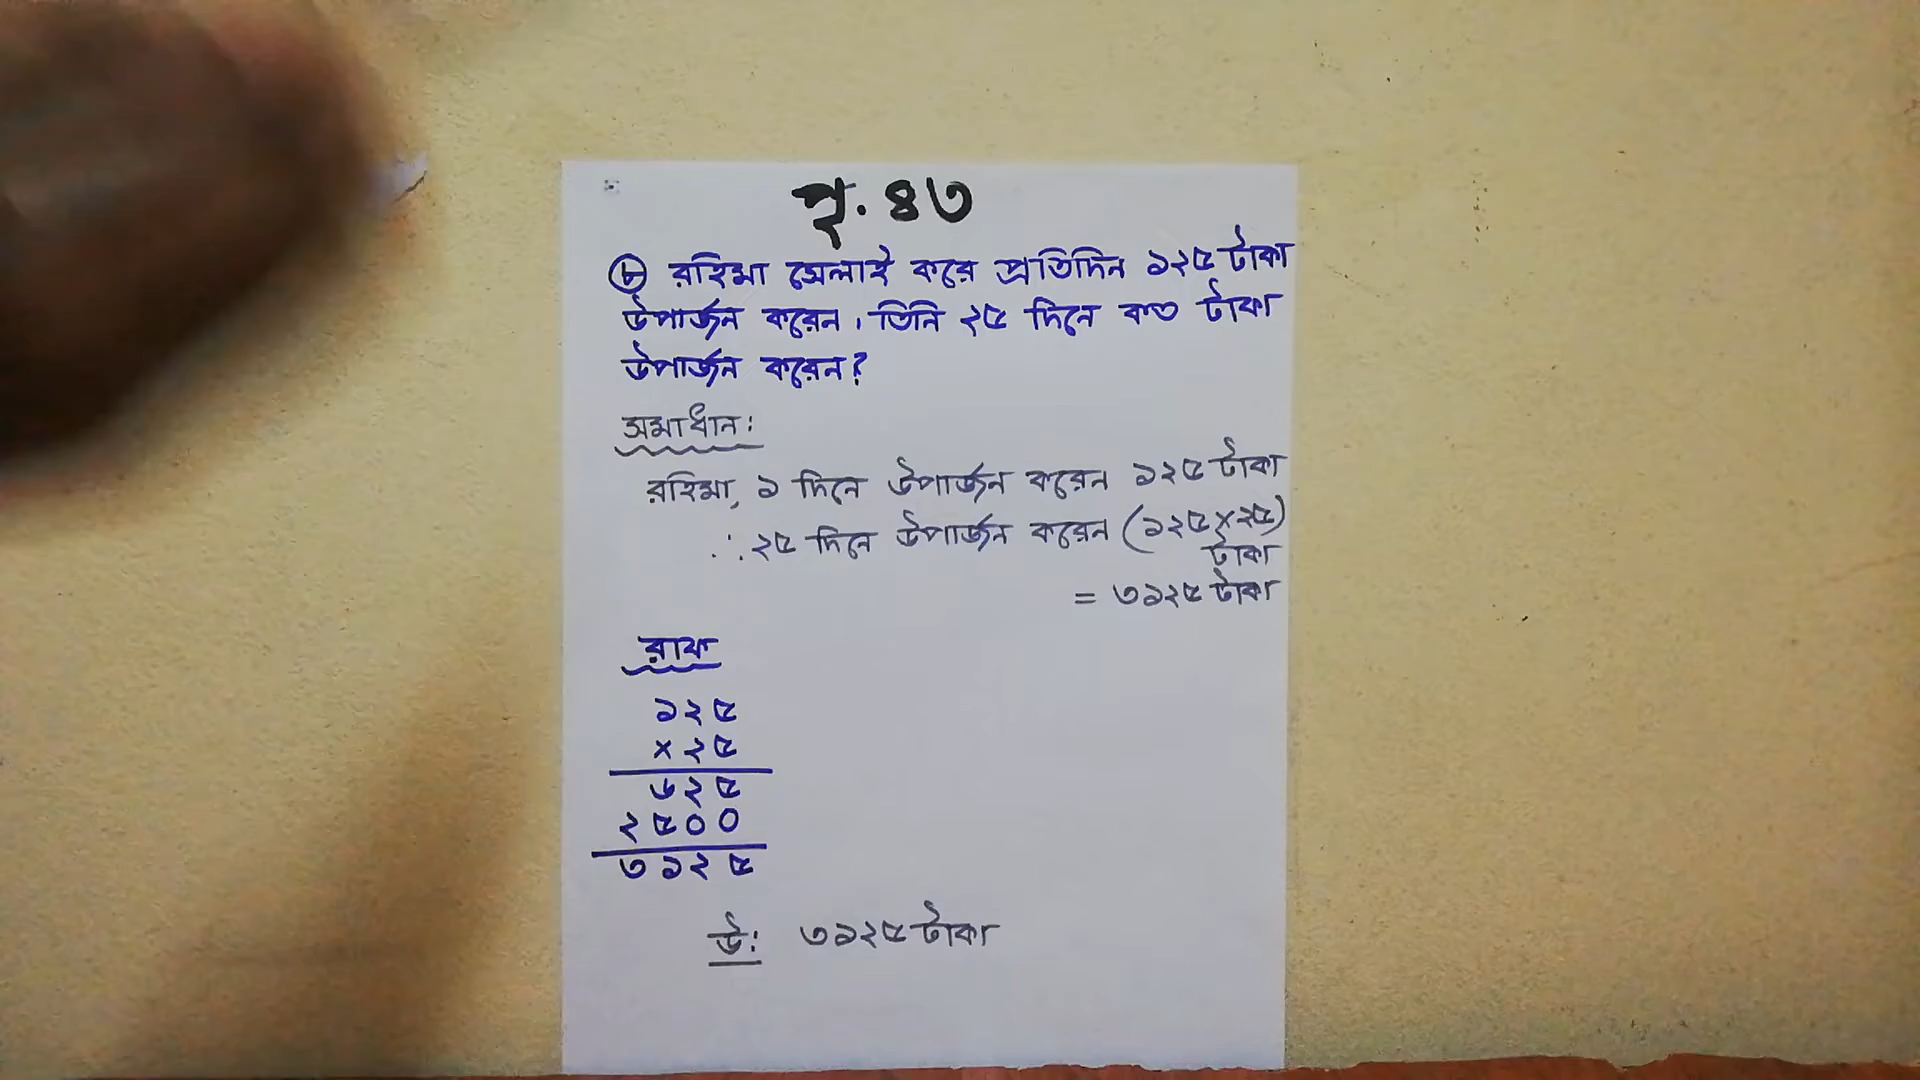 পৃ. ৪৩
৮ রহিমা সেলাই করে প্রতিদিন ১২৫ টাকা
উপার্জন করেন। তিনি ২৫ দিনে কত টাকা
উপার্জন করেন?
সমাধান:
রহিমা, ১ দিনে উপার্জন করেন ১২৫ টাকা
∴ ২৫ দিনে উপার্জন করেন (১২৫×২৫)
টাকা
= ৩১২৫ টাকা
রাফ
১২৫
×২৫
৬২৫
২৫০০
৩১২৫
উ: ৩১২৫ টাকা